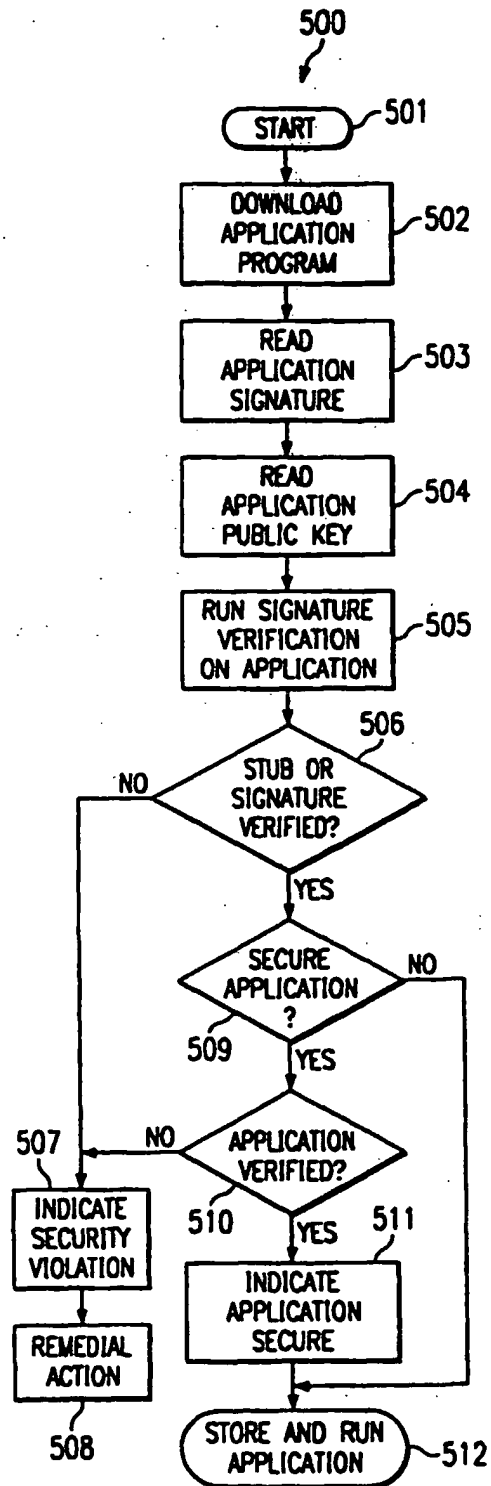 500
START
501
DOWNLOAD
APPLICATION
PROGRAM
502
READ
APPLICATION
SIGNATURE
503
READ
APPLICATION
PUBLIC KEY
504
RUN SIGNATURE
VERIFICATION
ON APPLICATION
505
506
NO
STUB OR
SIGNATURE
VERIFIED?
YES
SECURE
APPLICATION
?
NO
509
YES
507
NO
APPLICATION
VERIFIED?
510
YES
511
INDICATE
SECURITY
VIOLATION
INDICATE
APPLICATION
SECURE
REMEDIAL
ACTION
508
STORE AND RUN
APPLICATION
512